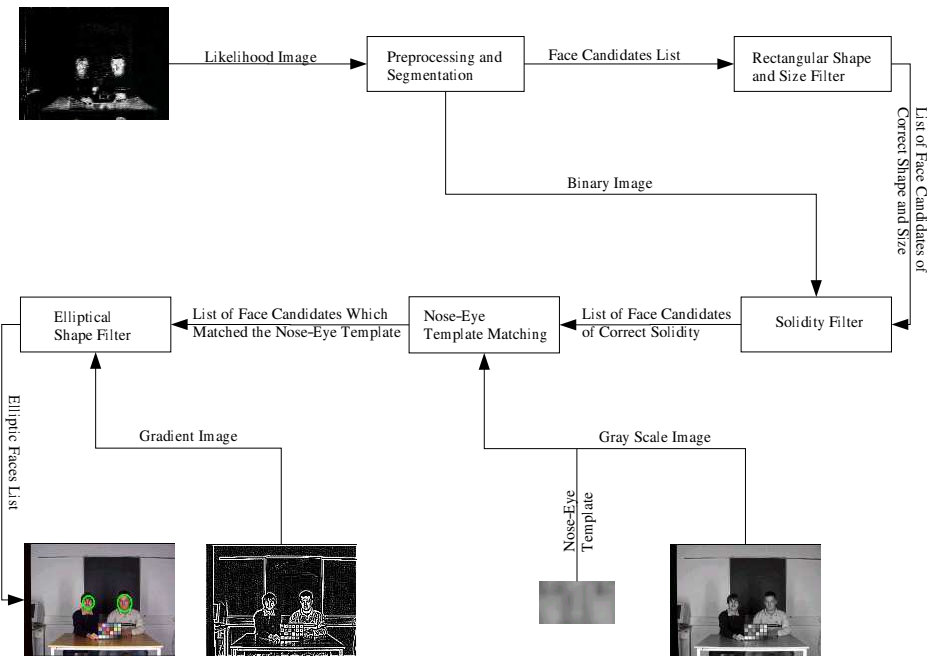 Likelihood Image
Preprocessing and
Segmentation
Face Candidates List
Rectangular Shape
and Size Filter
List of Face Candidates of
Correct Shape and Size
Binary Image
Elliptical
Shape Filter
List of Face Candidates Which
Matched the Nose-Eye Template
Nose-Eye
Template Matching
List of Face Candidates
of Correct Solidity
Solidity Filter
Elliptic Faces List
Gradient Image
Gray Scale Image
Nose-Eye
Template